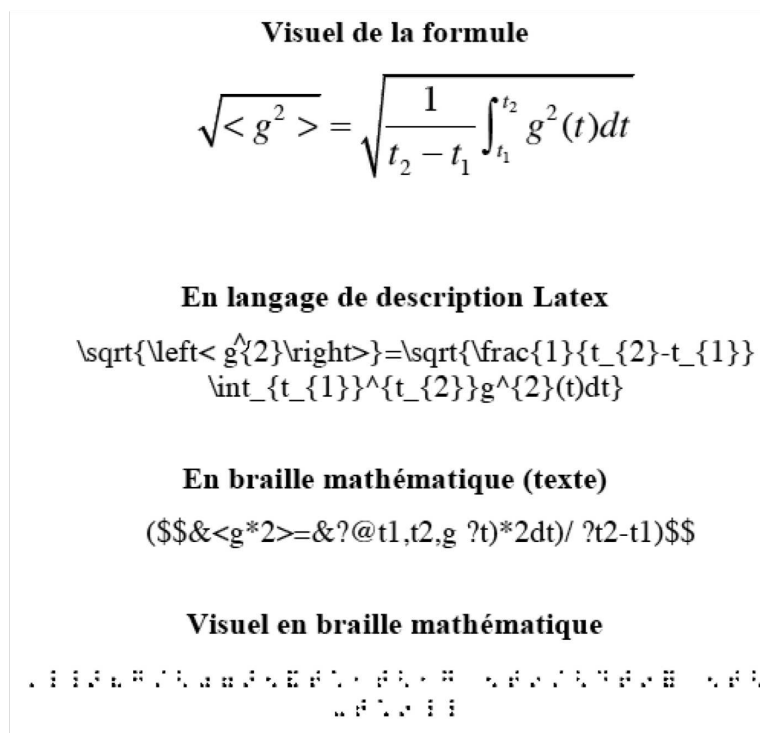 Visuel de la formule
√< g² > = √ 1/(t₂ − t₁) ∫_{t₁}^{t₂} g²(t)dt
En langage de description Latex
\sqrt{\left< g^{2}\right>}=\sqrt{\frac{1}{t_{2}-t_{1}}
\int_{t_{1}}^{t_{2}}g^{2}(t)dt}
En braille mathématique (texte)
($$&<g*2>=&?@t1,t2,g ?t)*2dt)/ ?t2-t1)$$
Visuel en braille mathématique